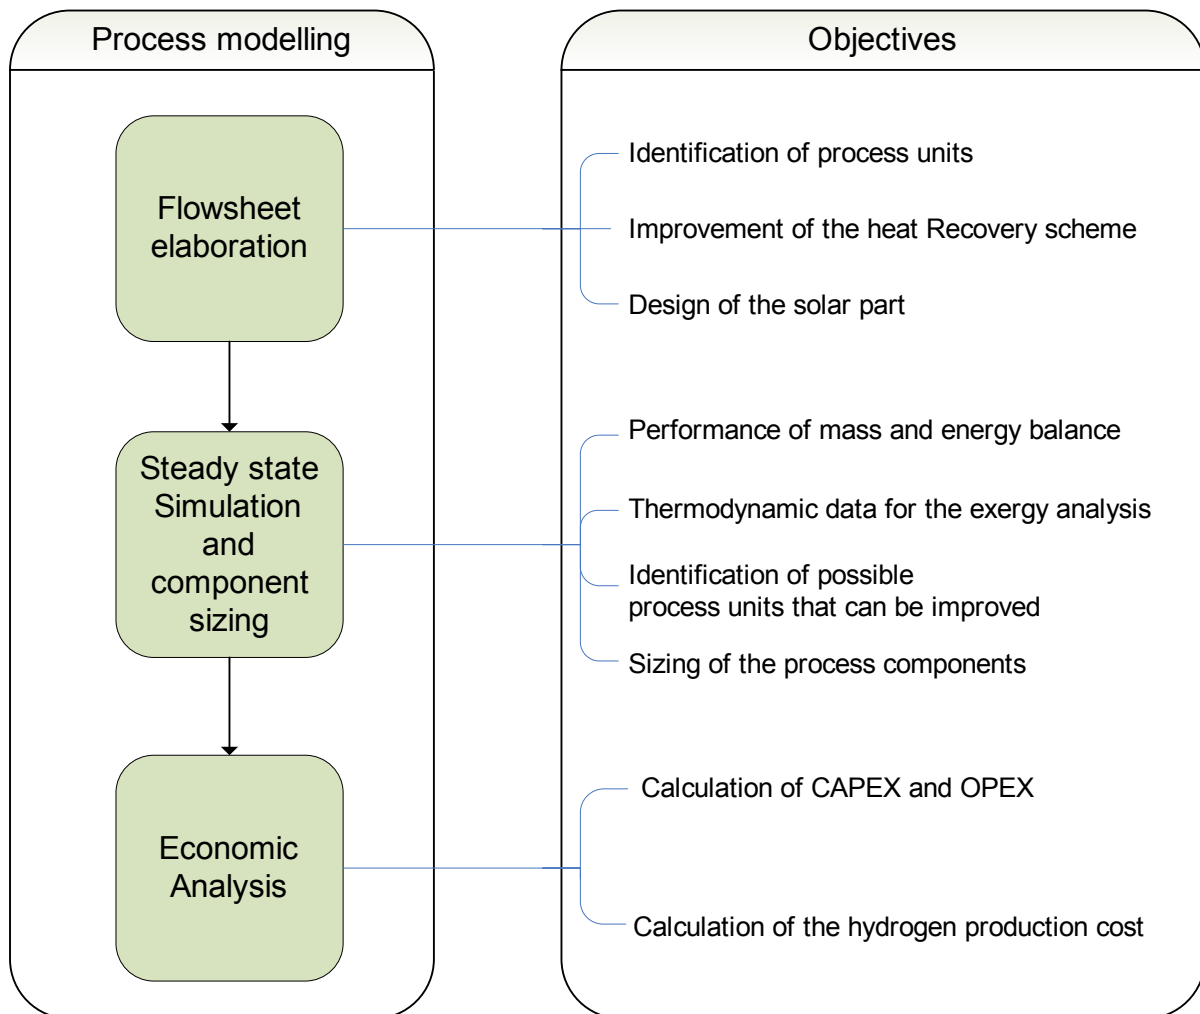 Process modelling
Objectives
Flowsheet
elaboration
Identification of process units
Improvement of the heat Recovery scheme
Design of the solar part
Steady state
Simulation
and
component
sizing
Performance of mass and energy balance
Thermodynamic data for the exergy analysis
Identification of possible
process units that can be improved
Sizing of the process components
Economic
Analysis
Calculation of CAPEX and OPEX
Calculation of the hydrogen production cost